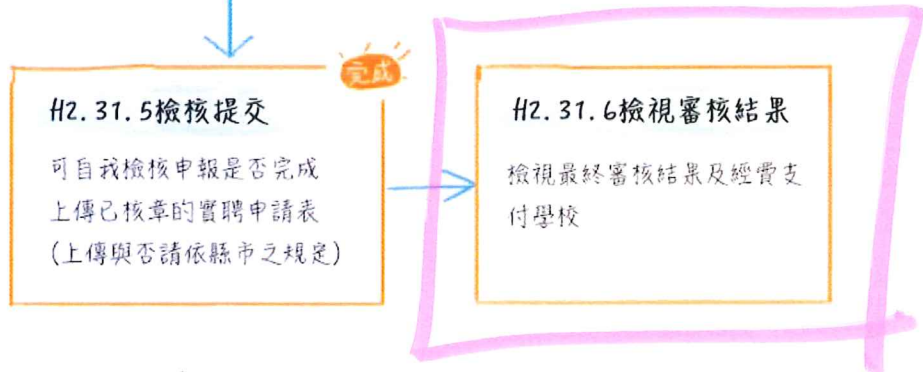 完成
H2.31.5檢核提交
可自我檢核申報是否完成
上傳已核章的實聘申請表
(上傳與否請依縣市之規定)
H2.31.6檢視審核結果
檢視最終審核結果及經費支
付學校